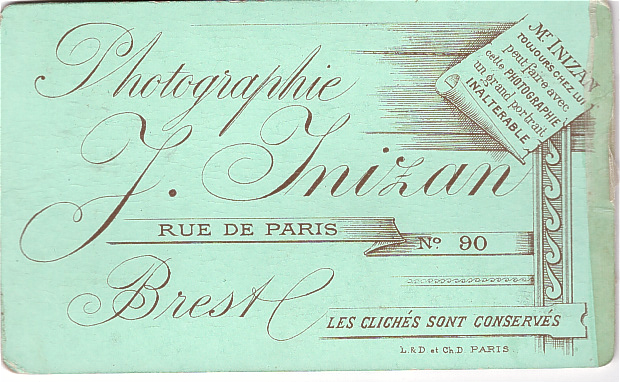 Photographie
J. Inizan
RUE DE PARIS
No 90
Brest
LES CLICHÉS SONT CONSERVÉS
L. & D. et Ch. D. PARIS
Mr INIZAN
TOUJOURS CHEZ LUI
peut faire avec
cette PHOTOGRAPHIE
un grand portrait
INALTERABLE